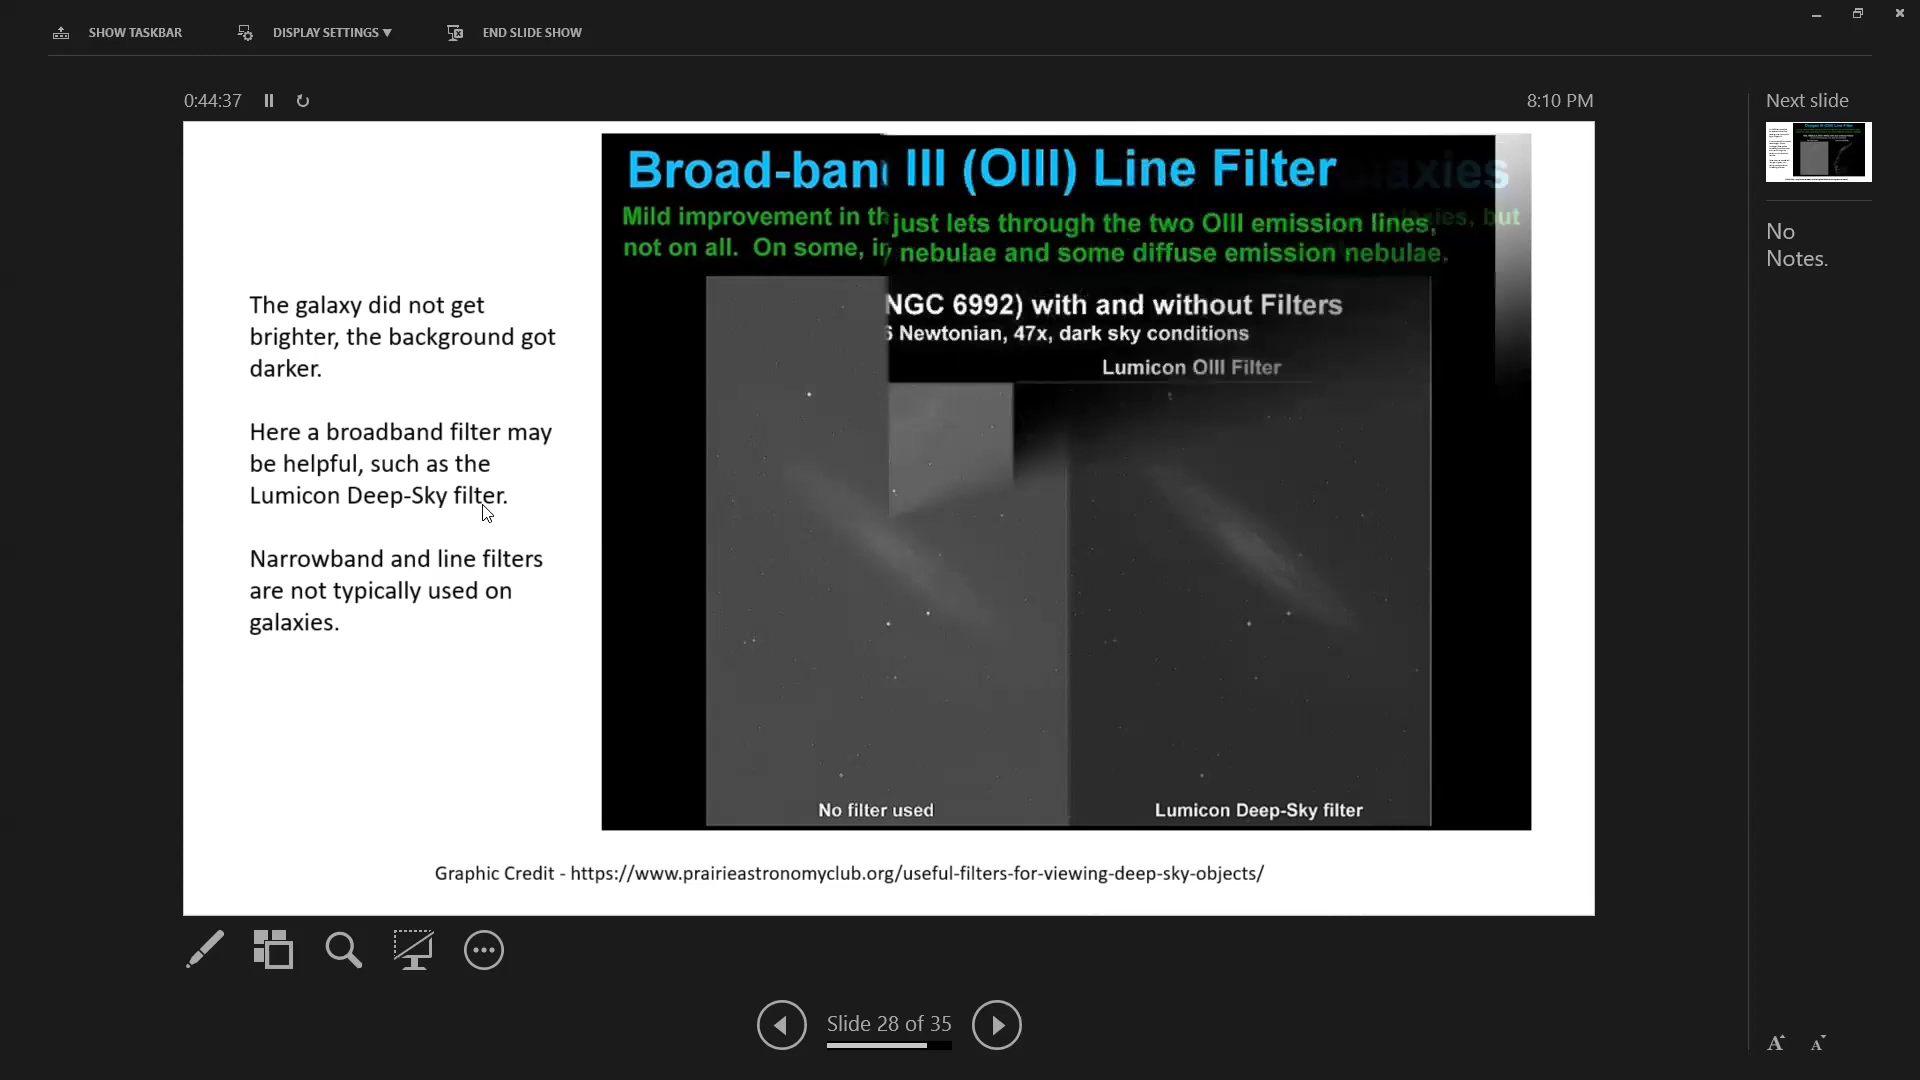 SHOW TASKBAR
DISPLAY SETTINGS ▼
END SLIDE SHOW
0:44:37
8:10 PM
Next slide
No
Notes.
The galaxy did not get
brighter, the background got
darker.
Here a broadband filter may
be helpful, such as the
Lumicon Deep-Sky filter.
Narrowband and line filters
are not typically used on
galaxies.
Broad-ban III (OIII) Line Filter axies
Mild improvement in th just lets through the two OIII emission lines, but
not on all. On some, nebulae and some diffuse emission nebulae.
NGC 6992) with and without Filters
6 Newtonian, 47x, dark sky conditions
Lumicon OIII Filter
No filter used
Lumicon Deep-Sky filter
Graphic Credit - https://www.prairieastronomyclub.org/useful-filters-for-viewing-deep-sky-objects/
Slide 28 of 35
A A